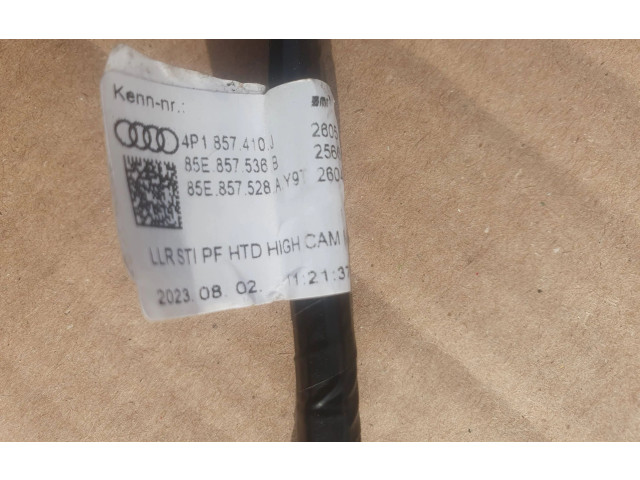 Kenn-nr.:
4P1 857.410.J
85E.857.536 B
85E.857.528 A Y9
LLR STI PF HTD HIGH CAM
2023. 08. 02. 11:21:37